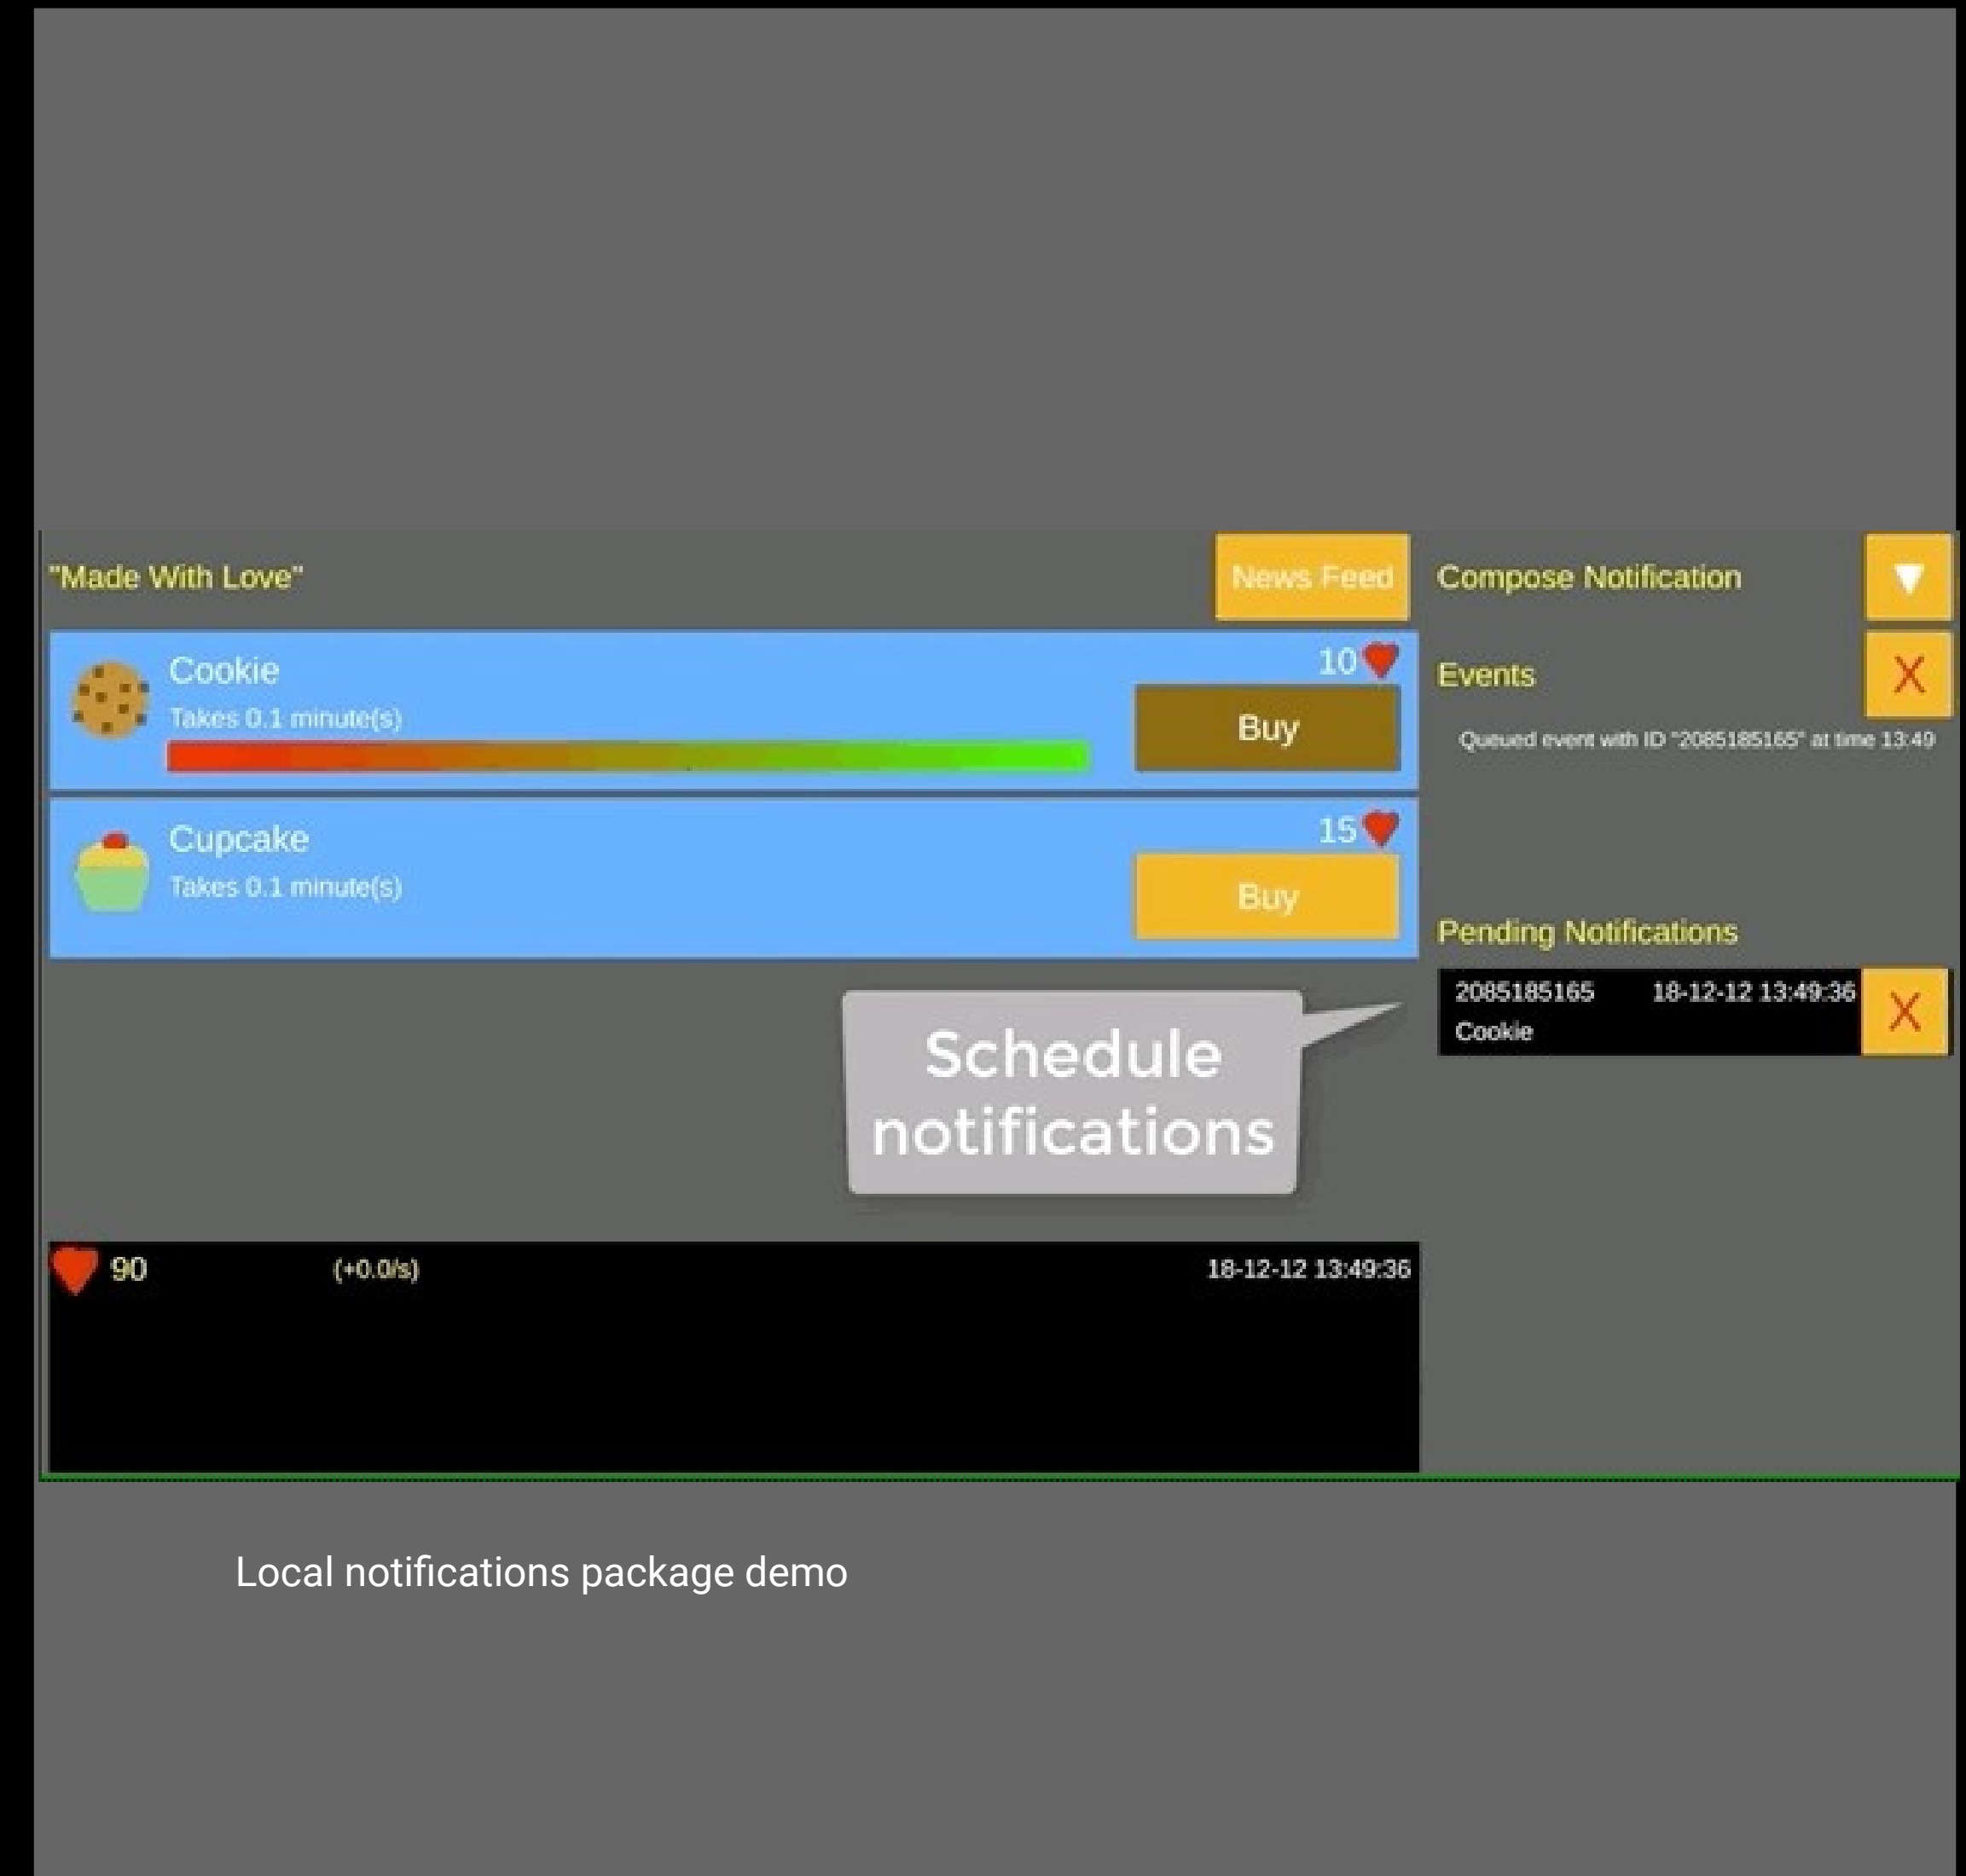 "Made With Love"
News Feed
Cookie
10
Takes 0.1 minute(s)
Buy
Cupcake
15
Takes 0.1 minute(s)
Buy
Compose Notification
▼
Events
X
Queued event with ID "2085185165" at time 13:49
Pending Notifications
2085185165 18-12-12 13:49:36
Cookie
X
Schedule
notifications
90 (+0.0/s) 18-12-12 13:49:36
Local notifications package demo